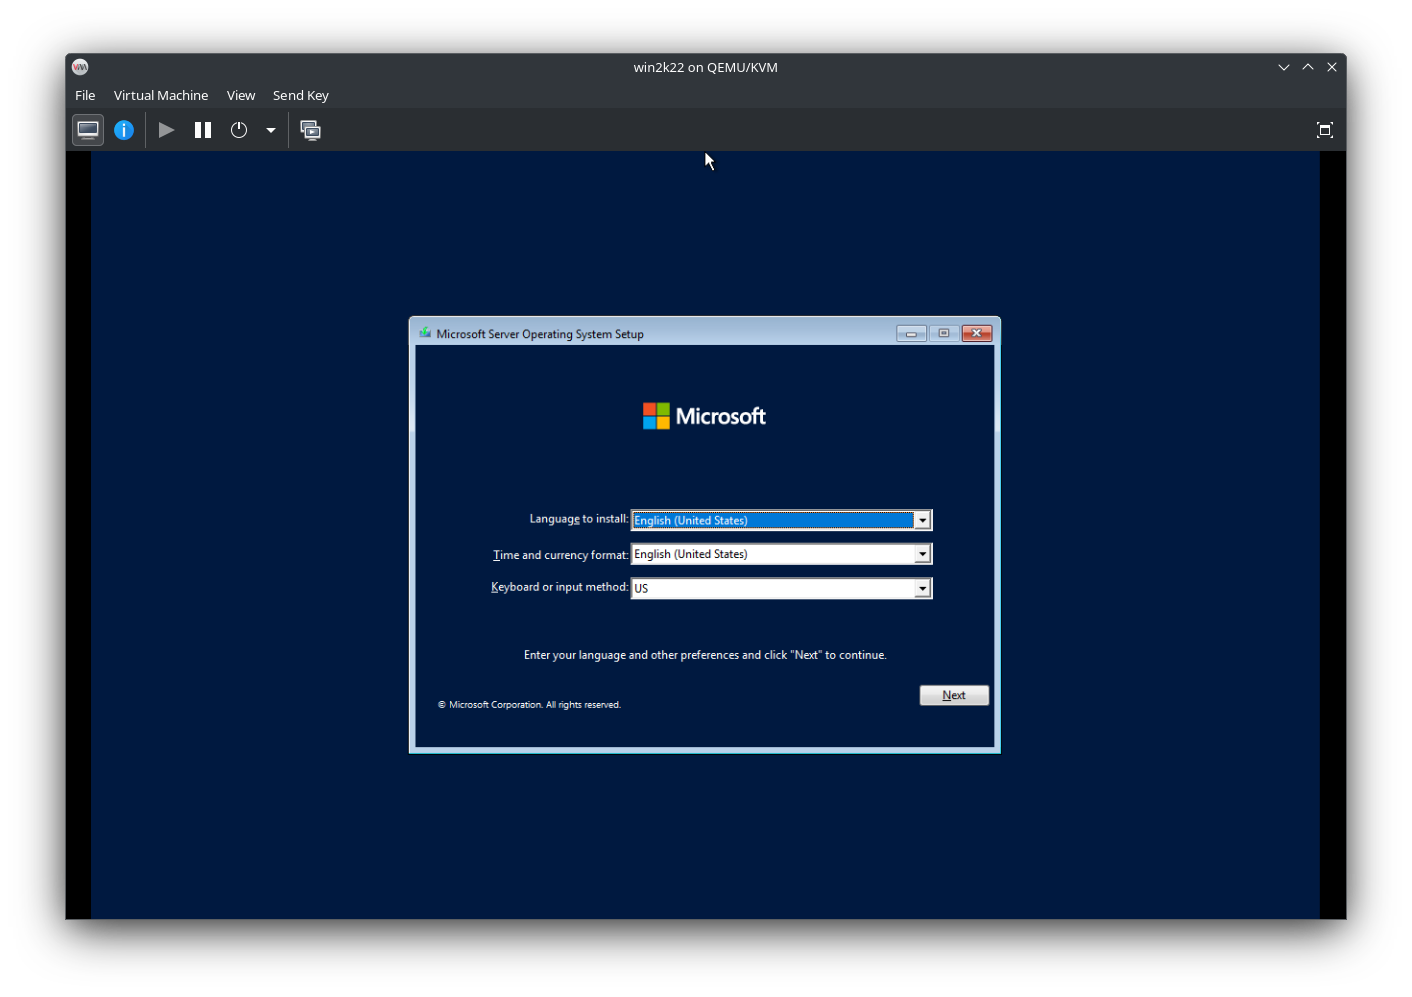 win2k22 on QEMU/KVM
File Virtual Machine View Send Key
Microsoft Server Operating System Setup
Microsoft
Language to install: English (United States)
Time and currency format: English (United States)
Keyboard or input method: US
Enter your language and other preferences and click "Next" to continue.
Next
© Microsoft Corporation. All rights reserved.